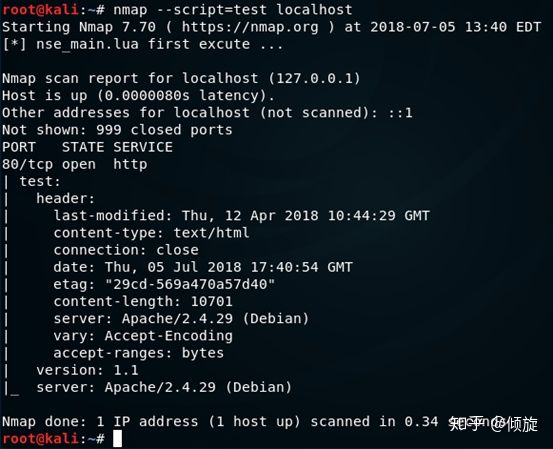 root@kali:~# nmap --script=test localhost
Starting Nmap 7.70 ( https://nmap.org ) at 2018-07-05 13:40 EDT
[*] nse_main.lua first excute ...
Nmap scan report for localhost (127.0.0.1)
Host is up (0.0000080s latency).
Other addresses for localhost (not scanned): ::1
Not shown: 999 closed ports
PORT   STATE SERVICE
80/tcp open  http
| test:
|   header:
|     last-modified: Thu, 12 Apr 2018 10:44:29 GMT
|     content-type: text/html
|     connection: close
|     date: Thu, 05 Jul 2018 17:40:54 GMT
|     etag: "29cd-569a470a57d40"
|     content-length: 10701
|     server: Apache/2.4.29 (Debian)
|     vary: Accept-Encoding
|     accept-ranges: bytes
|   version: 1.1
|_  server: Apache/2.4.29 (Debian)
Nmap done: 1 IP address (1 host up) scanned in 0.34 seconds
知乎 @倾旋
root@kali:~#